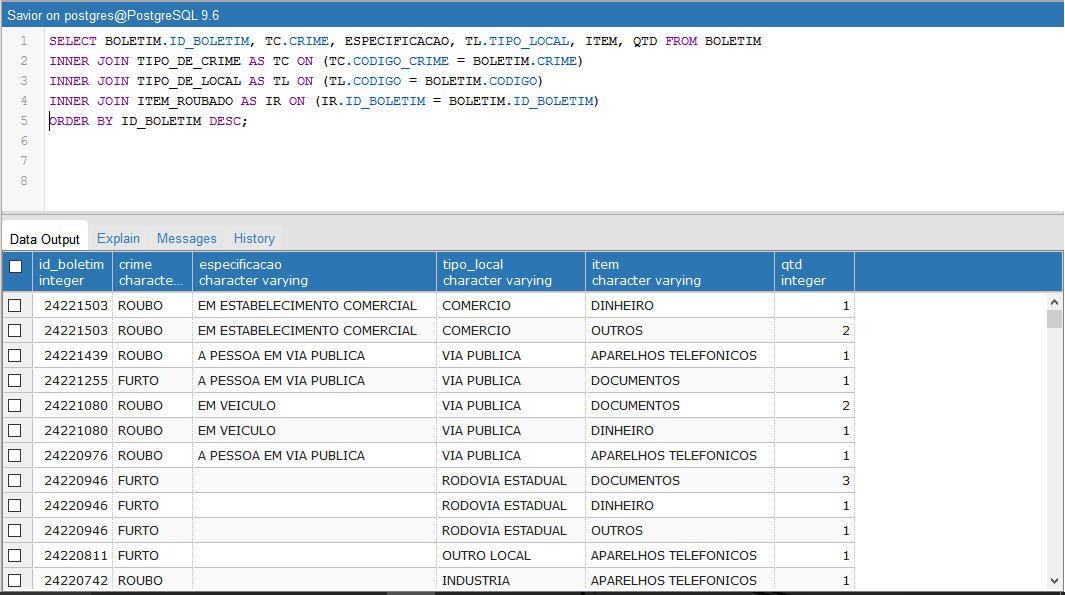 Savior on postgres@PostgreSQL 9.6
1 SELECT BOLETIM.ID_BOLETIM, TC.CRIME, ESPECIFICACAO, TL.TIPO_LOCAL, ITEM, QTD FROM BOLETIM
2 INNER JOIN TIPO_DE_CRIME AS TC ON (TC.CODIGO_CRIME = BOLETIM.CRIME)
3 INNER JOIN TIPO_DE_LOCAL AS TL ON (TL.CODIGO = BOLETIM.CODIGO)
4 INNER JOIN ITEM_ROUBADO AS IR ON (IR.ID_BOLETIM = BOLETIM.ID_BOLETIM)
5 ORDER BY ID_BOLETIM DESC;
6
7
8
Data Output Explain Messages History
id_boletim crime especificacao tipo_local item qtd
integer characte... character varying character varying character varying integer
24221503 ROUBO EM ESTABELECIMENTO COMERCIAL COMERCIO DINHEIRO 1
24221503 ROUBO EM ESTABELECIMENTO COMERCIAL COMERCIO OUTROS 2
24221439 ROUBO A PESSOA EM VIA PUBLICA VIA PUBLICA APARELHOS TELEFONICOS 1
24221255 FURTO A PESSOA EM VIA PUBLICA VIA PUBLICA DOCUMENTOS 1
24221080 ROUBO EM VEICULO VIA PUBLICA DOCUMENTOS 2
24221080 ROUBO EM VEICULO VIA PUBLICA DINHEIRO 1
24220976 ROUBO A PESSOA EM VIA PUBLICA VIA PUBLICA APARELHOS TELEFONICOS 1
24220946 FURTO RODOVIA ESTADUAL DOCUMENTOS 3
24220946 FURTO RODOVIA ESTADUAL DINHEIRO 1
24220946 FURTO RODOVIA ESTADUAL OUTROS 1
24220811 FURTO OUTRO LOCAL APARELHOS TELEFONICOS 1
24220742 ROUBO INDUSTRIA APARELHOS TELEFONICOS 1